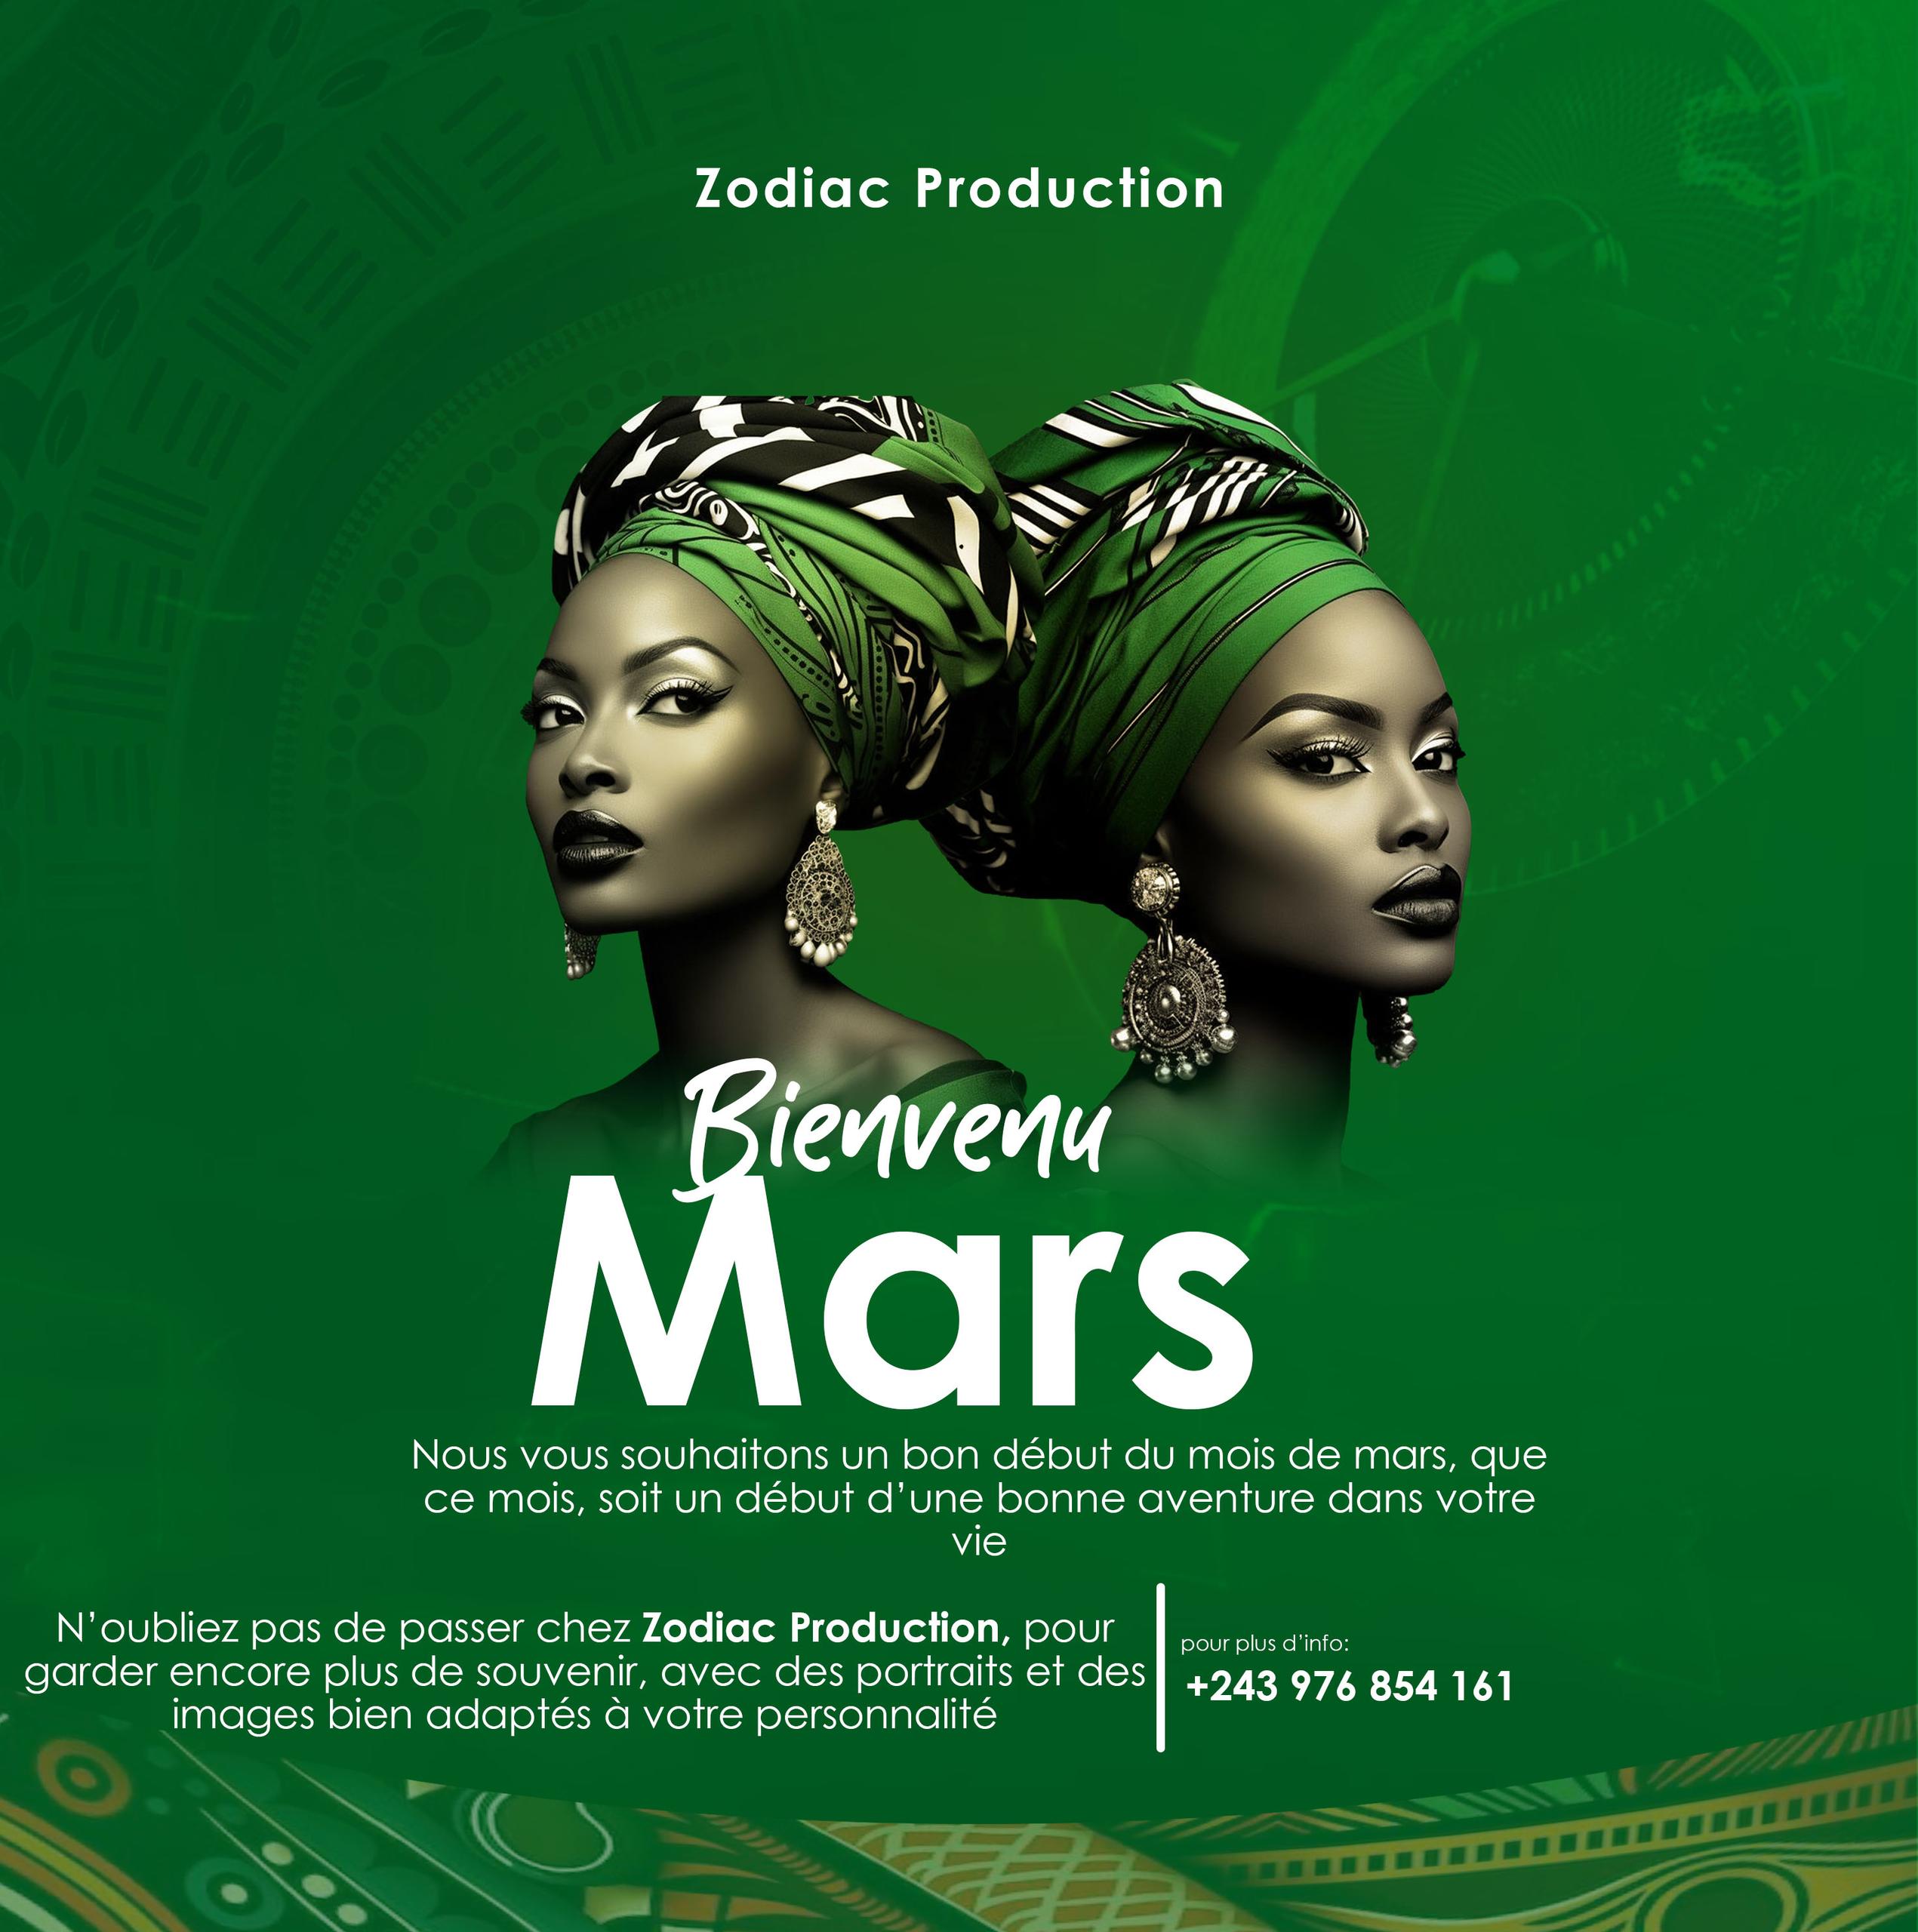 Zodiac Production
Bienvenu
Mars
Nous vous souhaitons un bon début du mois de mars, que
ce mois, soit un début d’une bonne aventure dans votre
vie
N’oubliez pas de passer chez Zodiac Production, pour
garder encore plus de souvenir, avec des portraits et des
images bien adaptés à votre personnalité
pour plus d’info:
+243 976 854 161